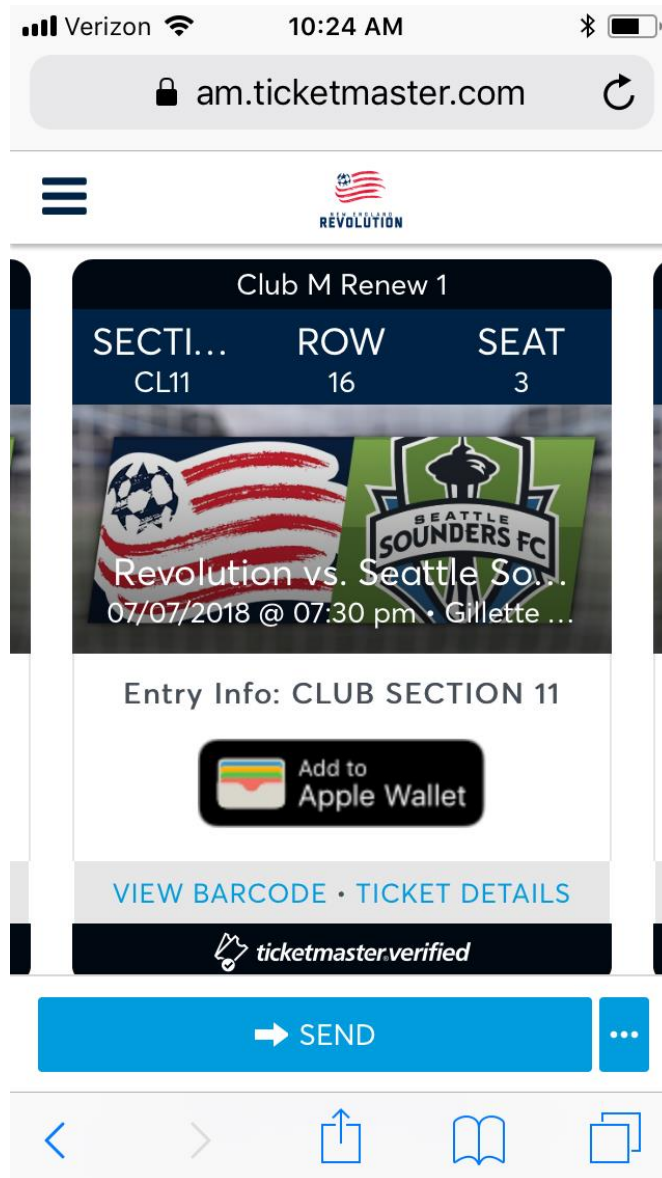 Verizon 10:24 AM
am.ticketmaster.com
NEW ENGLAND
REVOLUTION
Club M Renew 1
SECTI... ROW SEAT
CL11 16 3
SEATTLE
SOUNDERS FC
Revolution vs. Seattle So...
07/07/2018 @ 07:30 pm • Gillette ...
Entry Info: CLUB SECTION 11
Add to
Apple Wallet
VIEW BARCODE • TICKET DETAILS
ticketmaster.verified
SEND
...